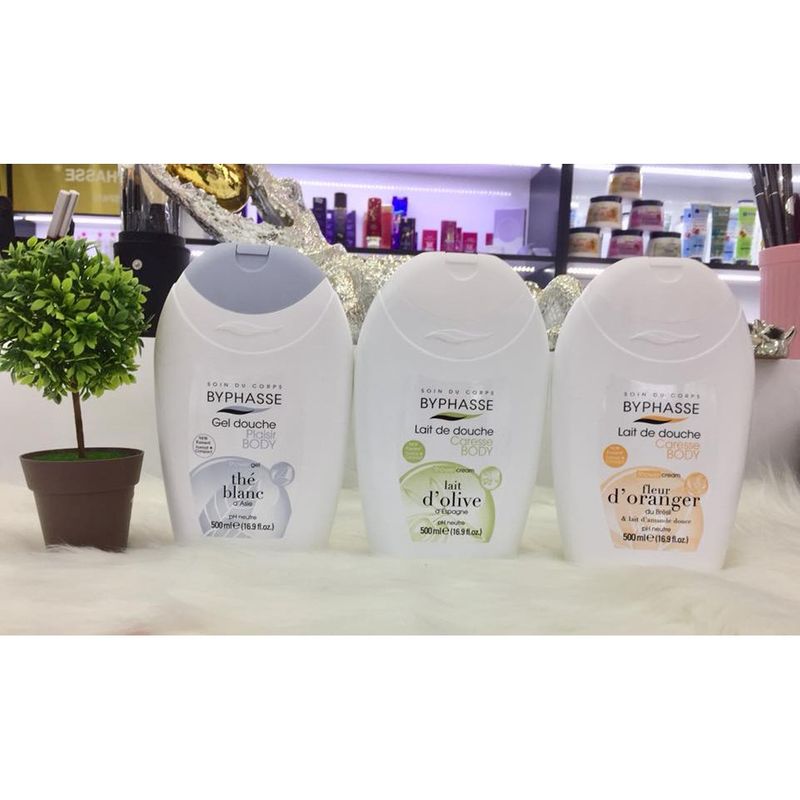 SOIN DU CORPS
BYPHASSE
Gel douche
Plaisir
BODY
NEW
gel
thé
blanc
d'Asie
pH neutre
500 ml e (16.9 fl.oz.)
SOIN DU CORPS
BYPHASSE
Lait de douche
Caresse
BODY
cream
lait
d'olive
d'Espagne
pH neutre
500 ml e (16.9 fl.oz.)
SOIN DU CORPS
BYPHASSE
Lait de douche
Caresse
BODY
cream
fleur
d'oranger
du Brésil
& lait d'amande douce
pH neutre
500 ml e (16.9 fl.oz.)